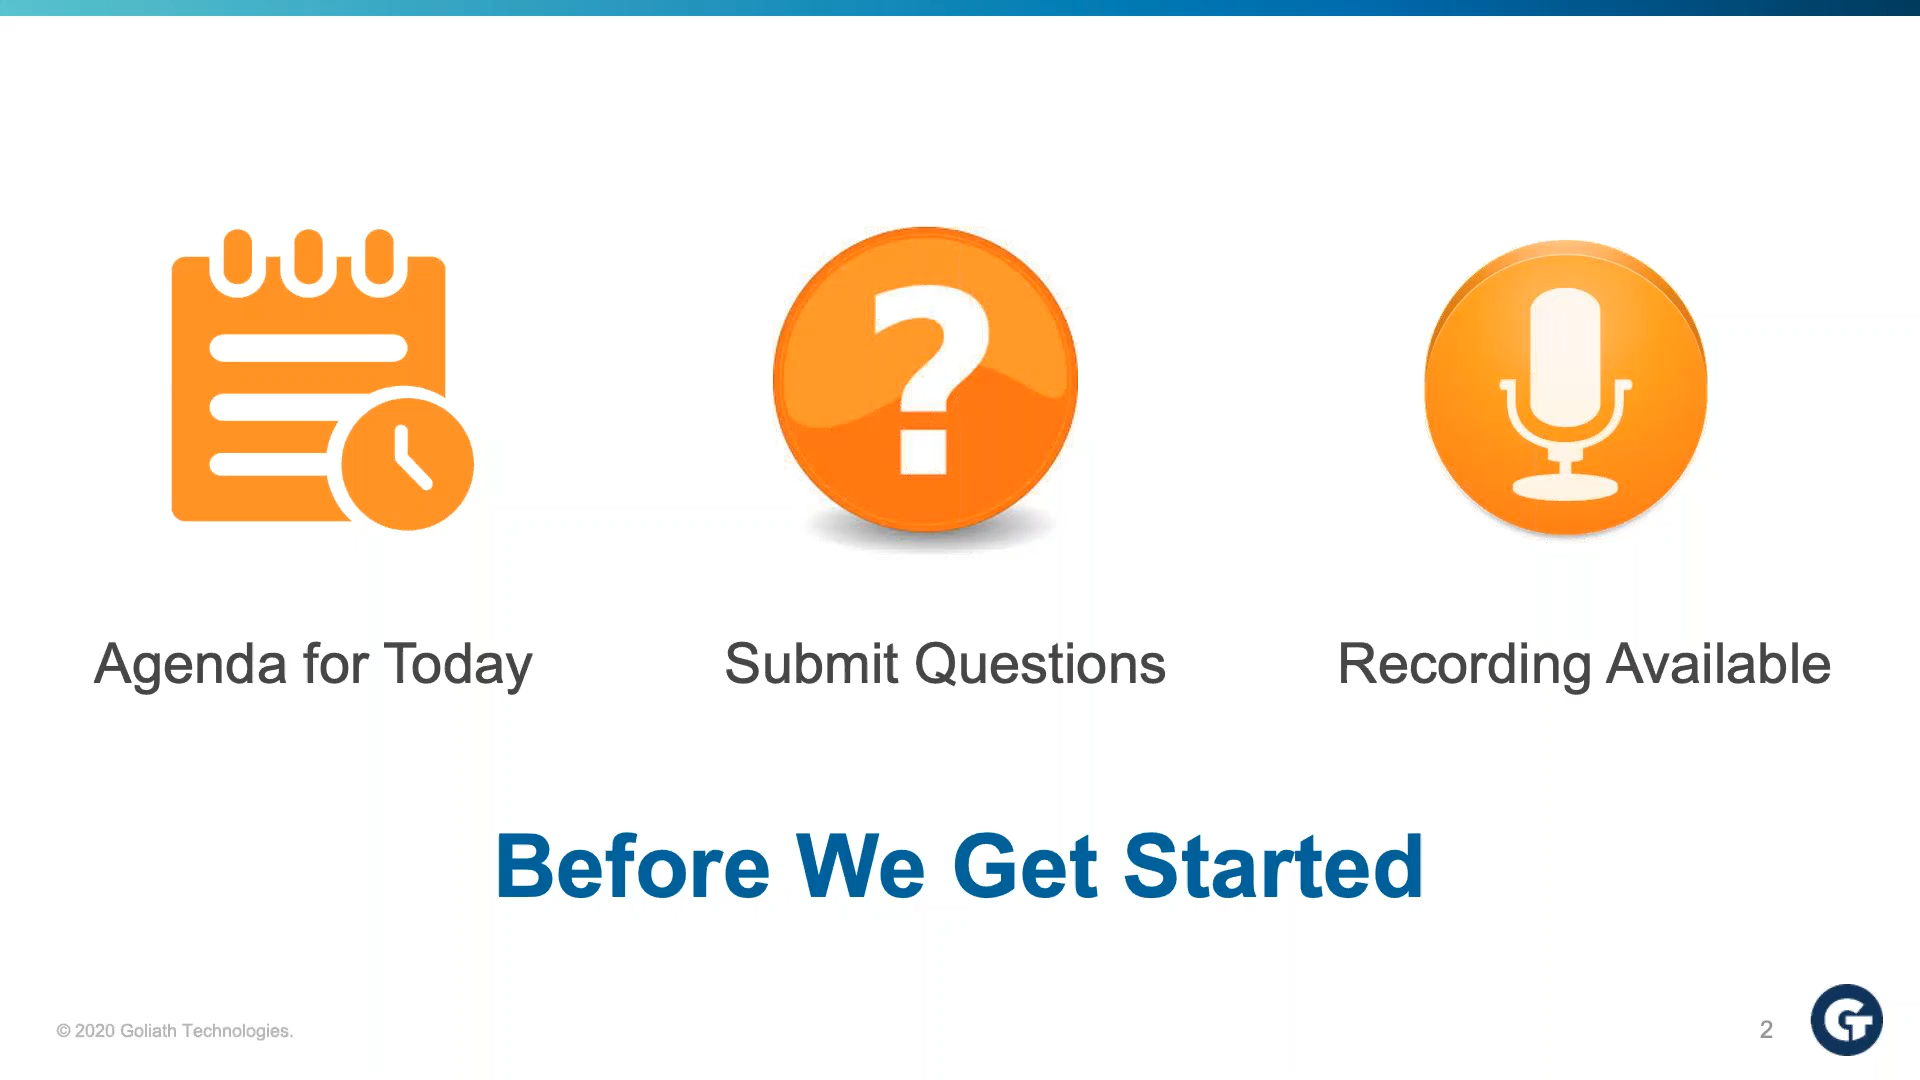 Agenda for Today
Submit Questions
Recording Available
Before We Get Started
© 2020 Goliath Technologies.
2